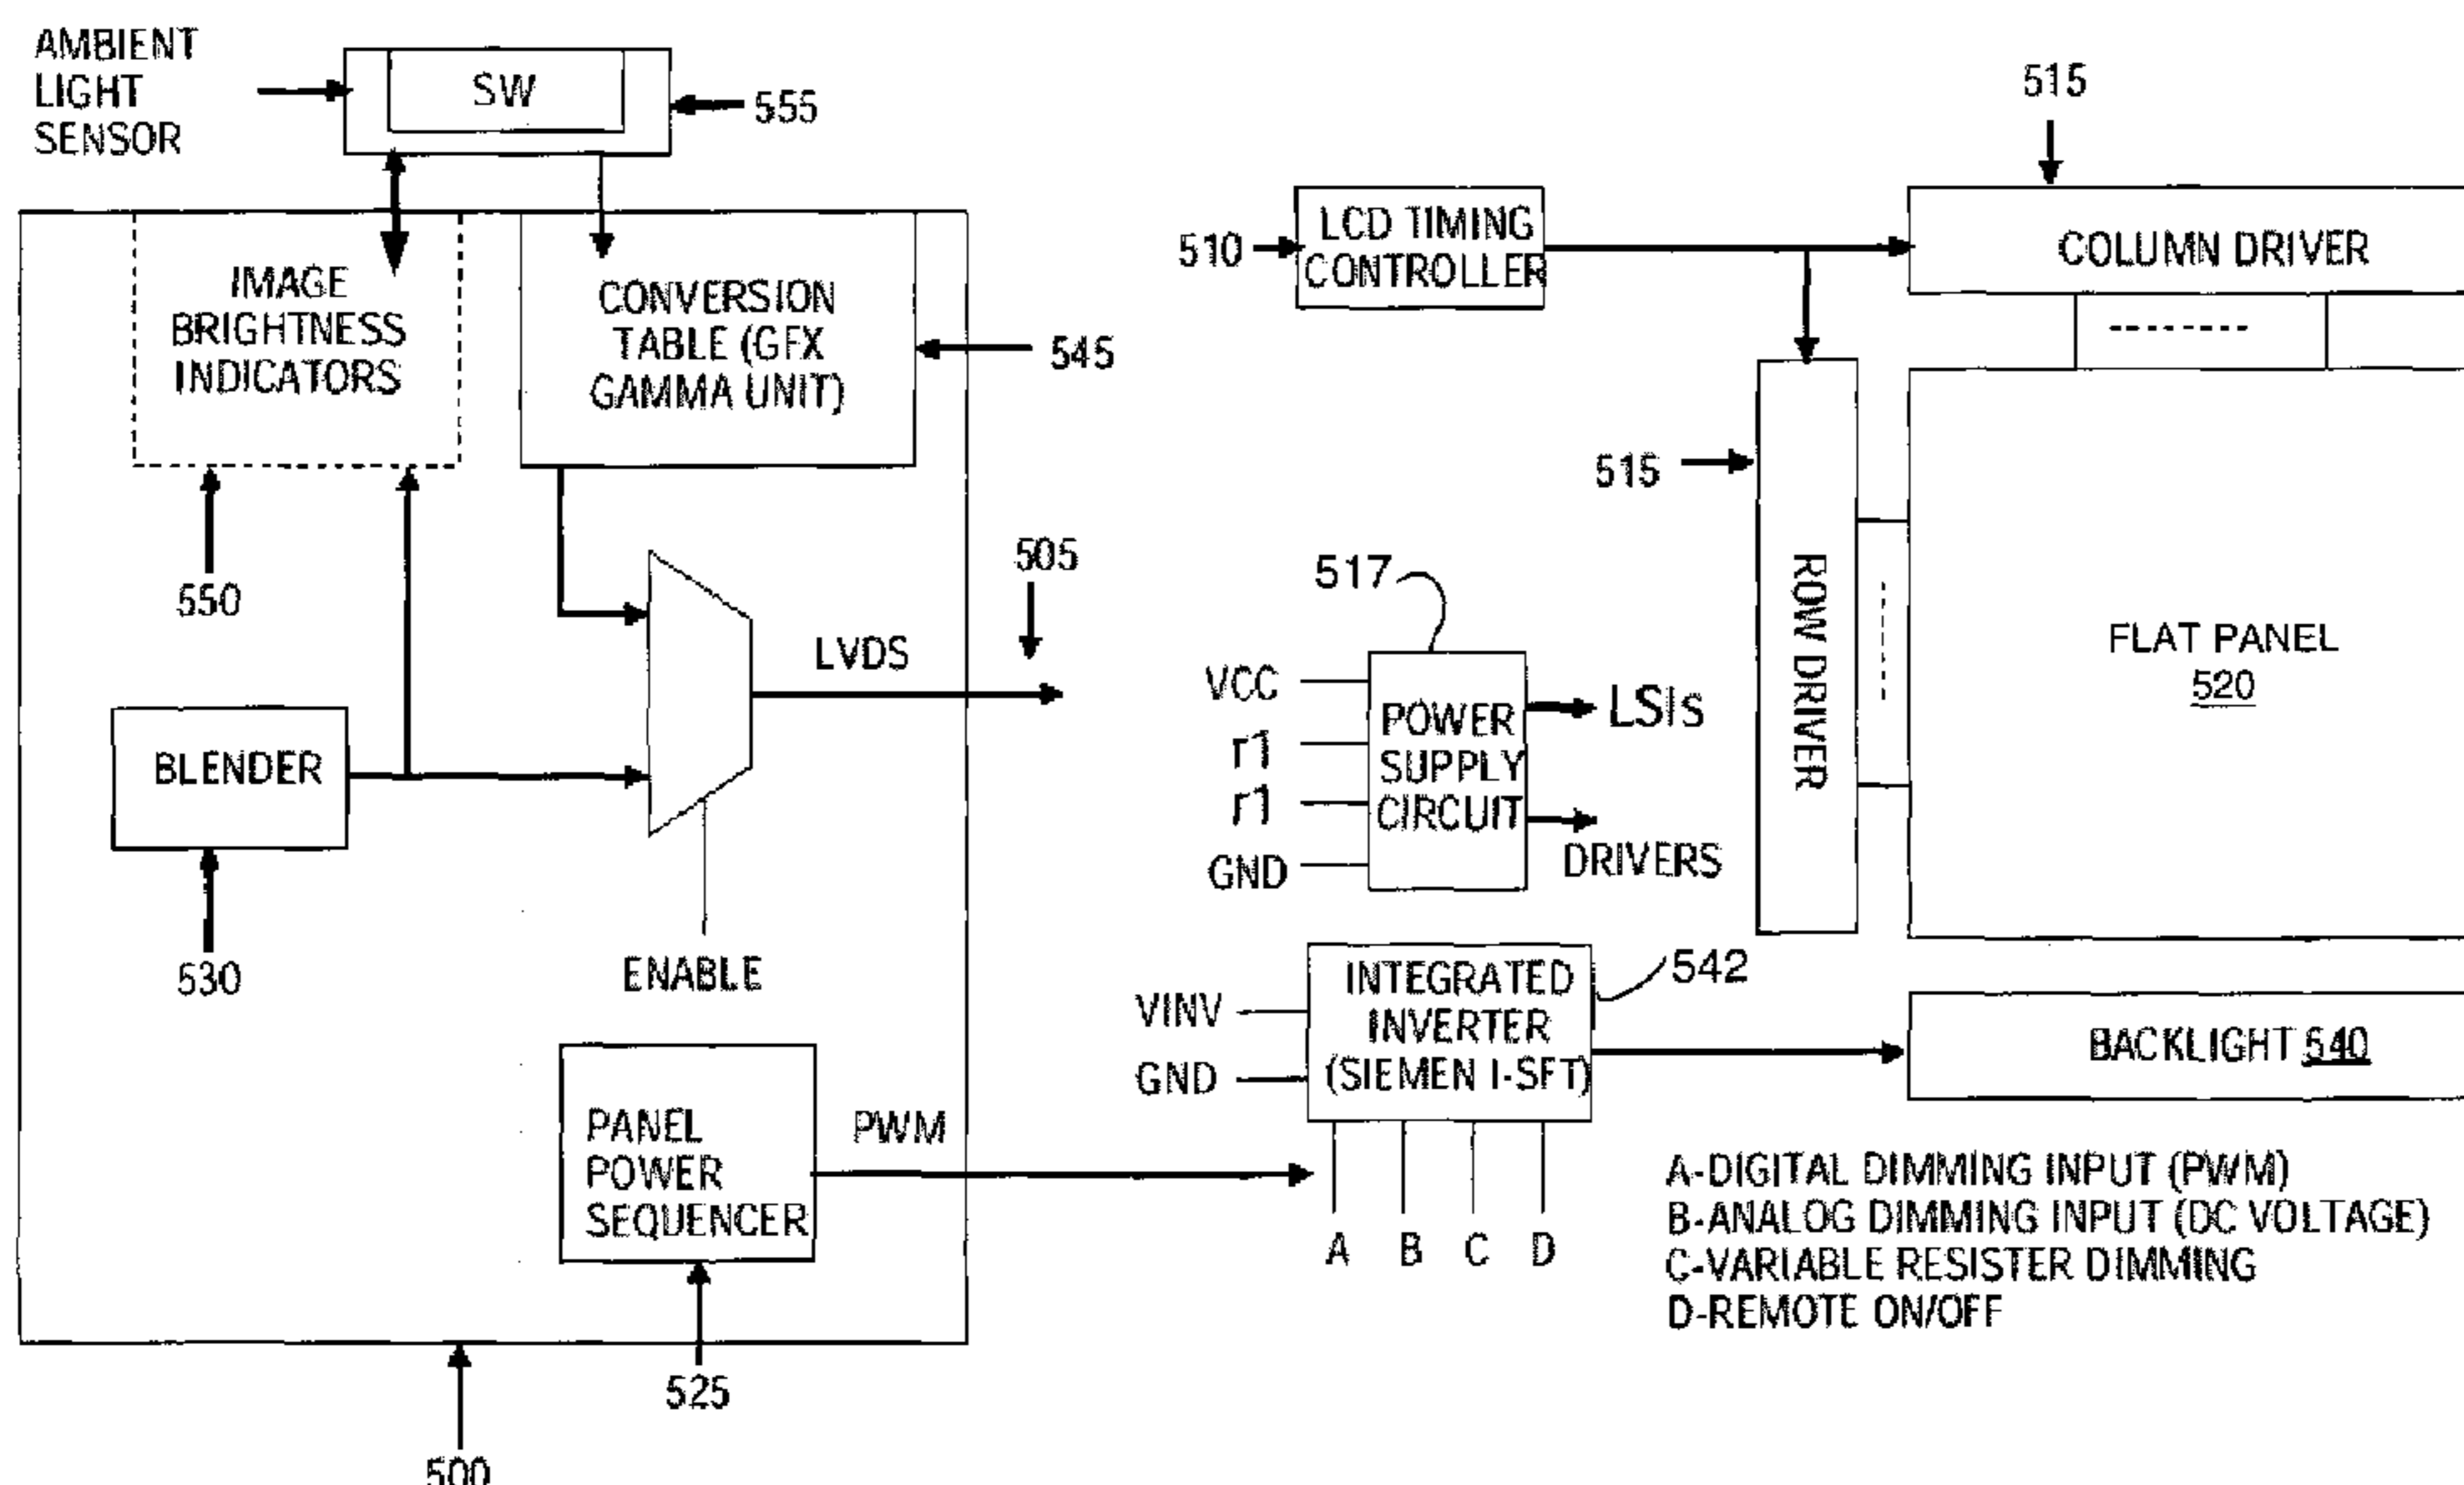 AMBIENT
LIGHT
SENSOR
SW
555
515
LCD TIMING
CONTROLLER
510
COLUMN DRIVER
IMAGE
BRIGHTNESS
INDICATORS
CONVERSION
TABLE (GFX
GAMMA UNIT)
545
515
550
505
517
ROW DRIVER
FLAT PANEL
520
LVDS
VCC
r1
r1
GND
POWER
SUPPLY
CIRCUIT
LSIs
DRIVERS
BLENDER
530
ENABLE
INTEGRATED
INVERTER
(SIEMEN I-SFT)
542
VINV
GND
BACKLIGHT 540
PANEL
POWER
SEQUENCER
PWM
A B C D
A-DIGITAL DIMMING INPUT (PWM)
B-ANALOG DIMMING INPUT (DC VOLTAGE)
C-VARIABLE RESISTER DIMMING
D-REMOTE ON/OFF
525
500